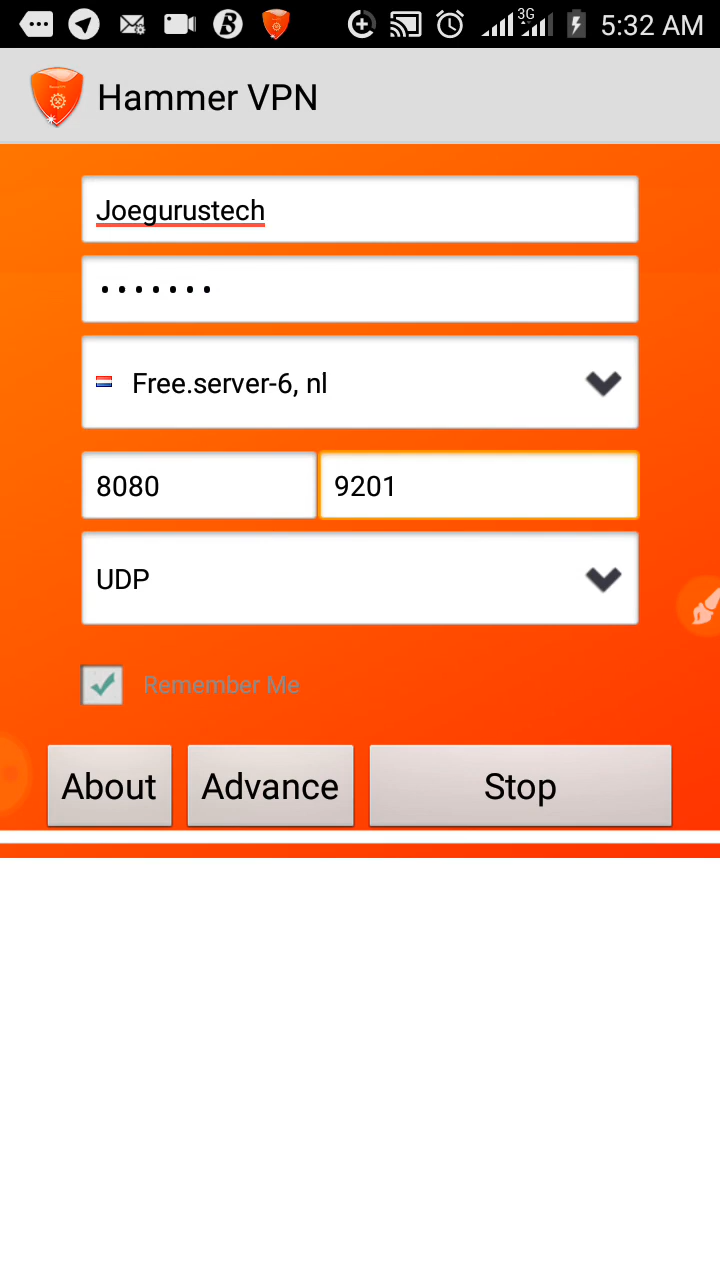 3G 5:32 AM
Hammer VPN
Joegurustech
Free.server-6, nl
8080 9201
UDP
Remember Me
About Advance Stop